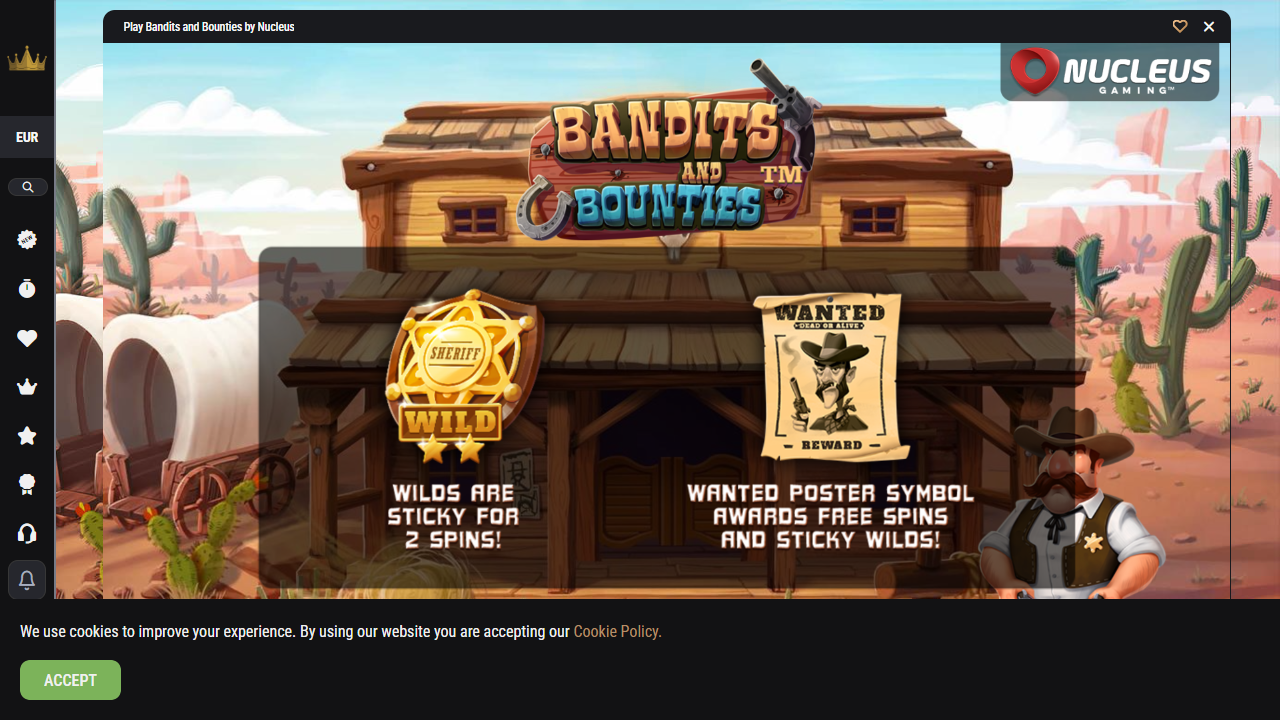 Play Bandits and Bounties by Nucleus
NUCLEUS
GAMING™
EUR
NEW
BANDITS
AND
BOUNTIES
TM
SHERIFF
WILD
WILDS ARE
STICKY FOR
2 SPINS!
WANTED
DEAD OR ALIVE
REWARD
WANTED POSTER SYMBOL
AWARDS FREE SPINS
AND STICKY WILDS!
We use cookies to improve your experience. By using our website you are accepting our Cookie Policy.
ACCEPT